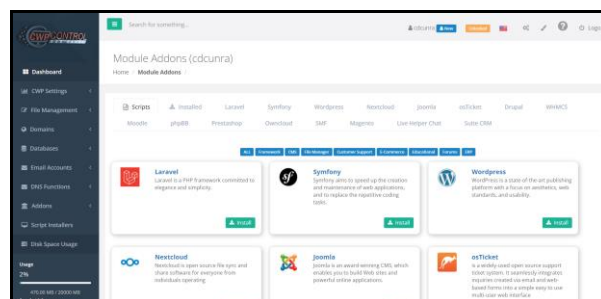 CWP CONTROL
Search for something...
cdcunra
Logo
Module Addons (cdcunra)
Home / Module Addons /
Dashboard
CWP Settings
File Management
Domains
Databases
Email Accounts
DNS Functions
Addons
Script Installers
Disk Space Usage
Usage
2%
476.00 MB / 20000 MB
Scripts Installed Laravel Symfony Wordpress Nextcloud Joomla osTicket Drupal WHMCS
Moodle phpBB Prestashop Owncloud SMF Magento Live Helper Chat Suite CRM
ALL Framework CMS File Manager Customer Support E-Commerce Educational Forums ERP
Laravel
Laravel is a PHP framework committed to
elegance and simplicity.
Install
Symfony
Symfony aims to speed up the creation
and maintenance of web applications,
and to replace the repetitive coding
tasks.
Install
Wordpress
WordPress is a state-of-the-art publishing
platform with a focus on aesthetics, web
standards, and usability.
Install
Nextcloud
Nextcloud is open source file sync and
share software for everyone from
individuals operating
Joomla
Joomla is an award-winning CMS, which
enables you to build Web sites and
powerful online applications.
osTicket
is a widely-used open source support
ticket system. It seamlessly integrates
inquiries created via email and web-
based forms into a simple easy to use
multi-user web interface